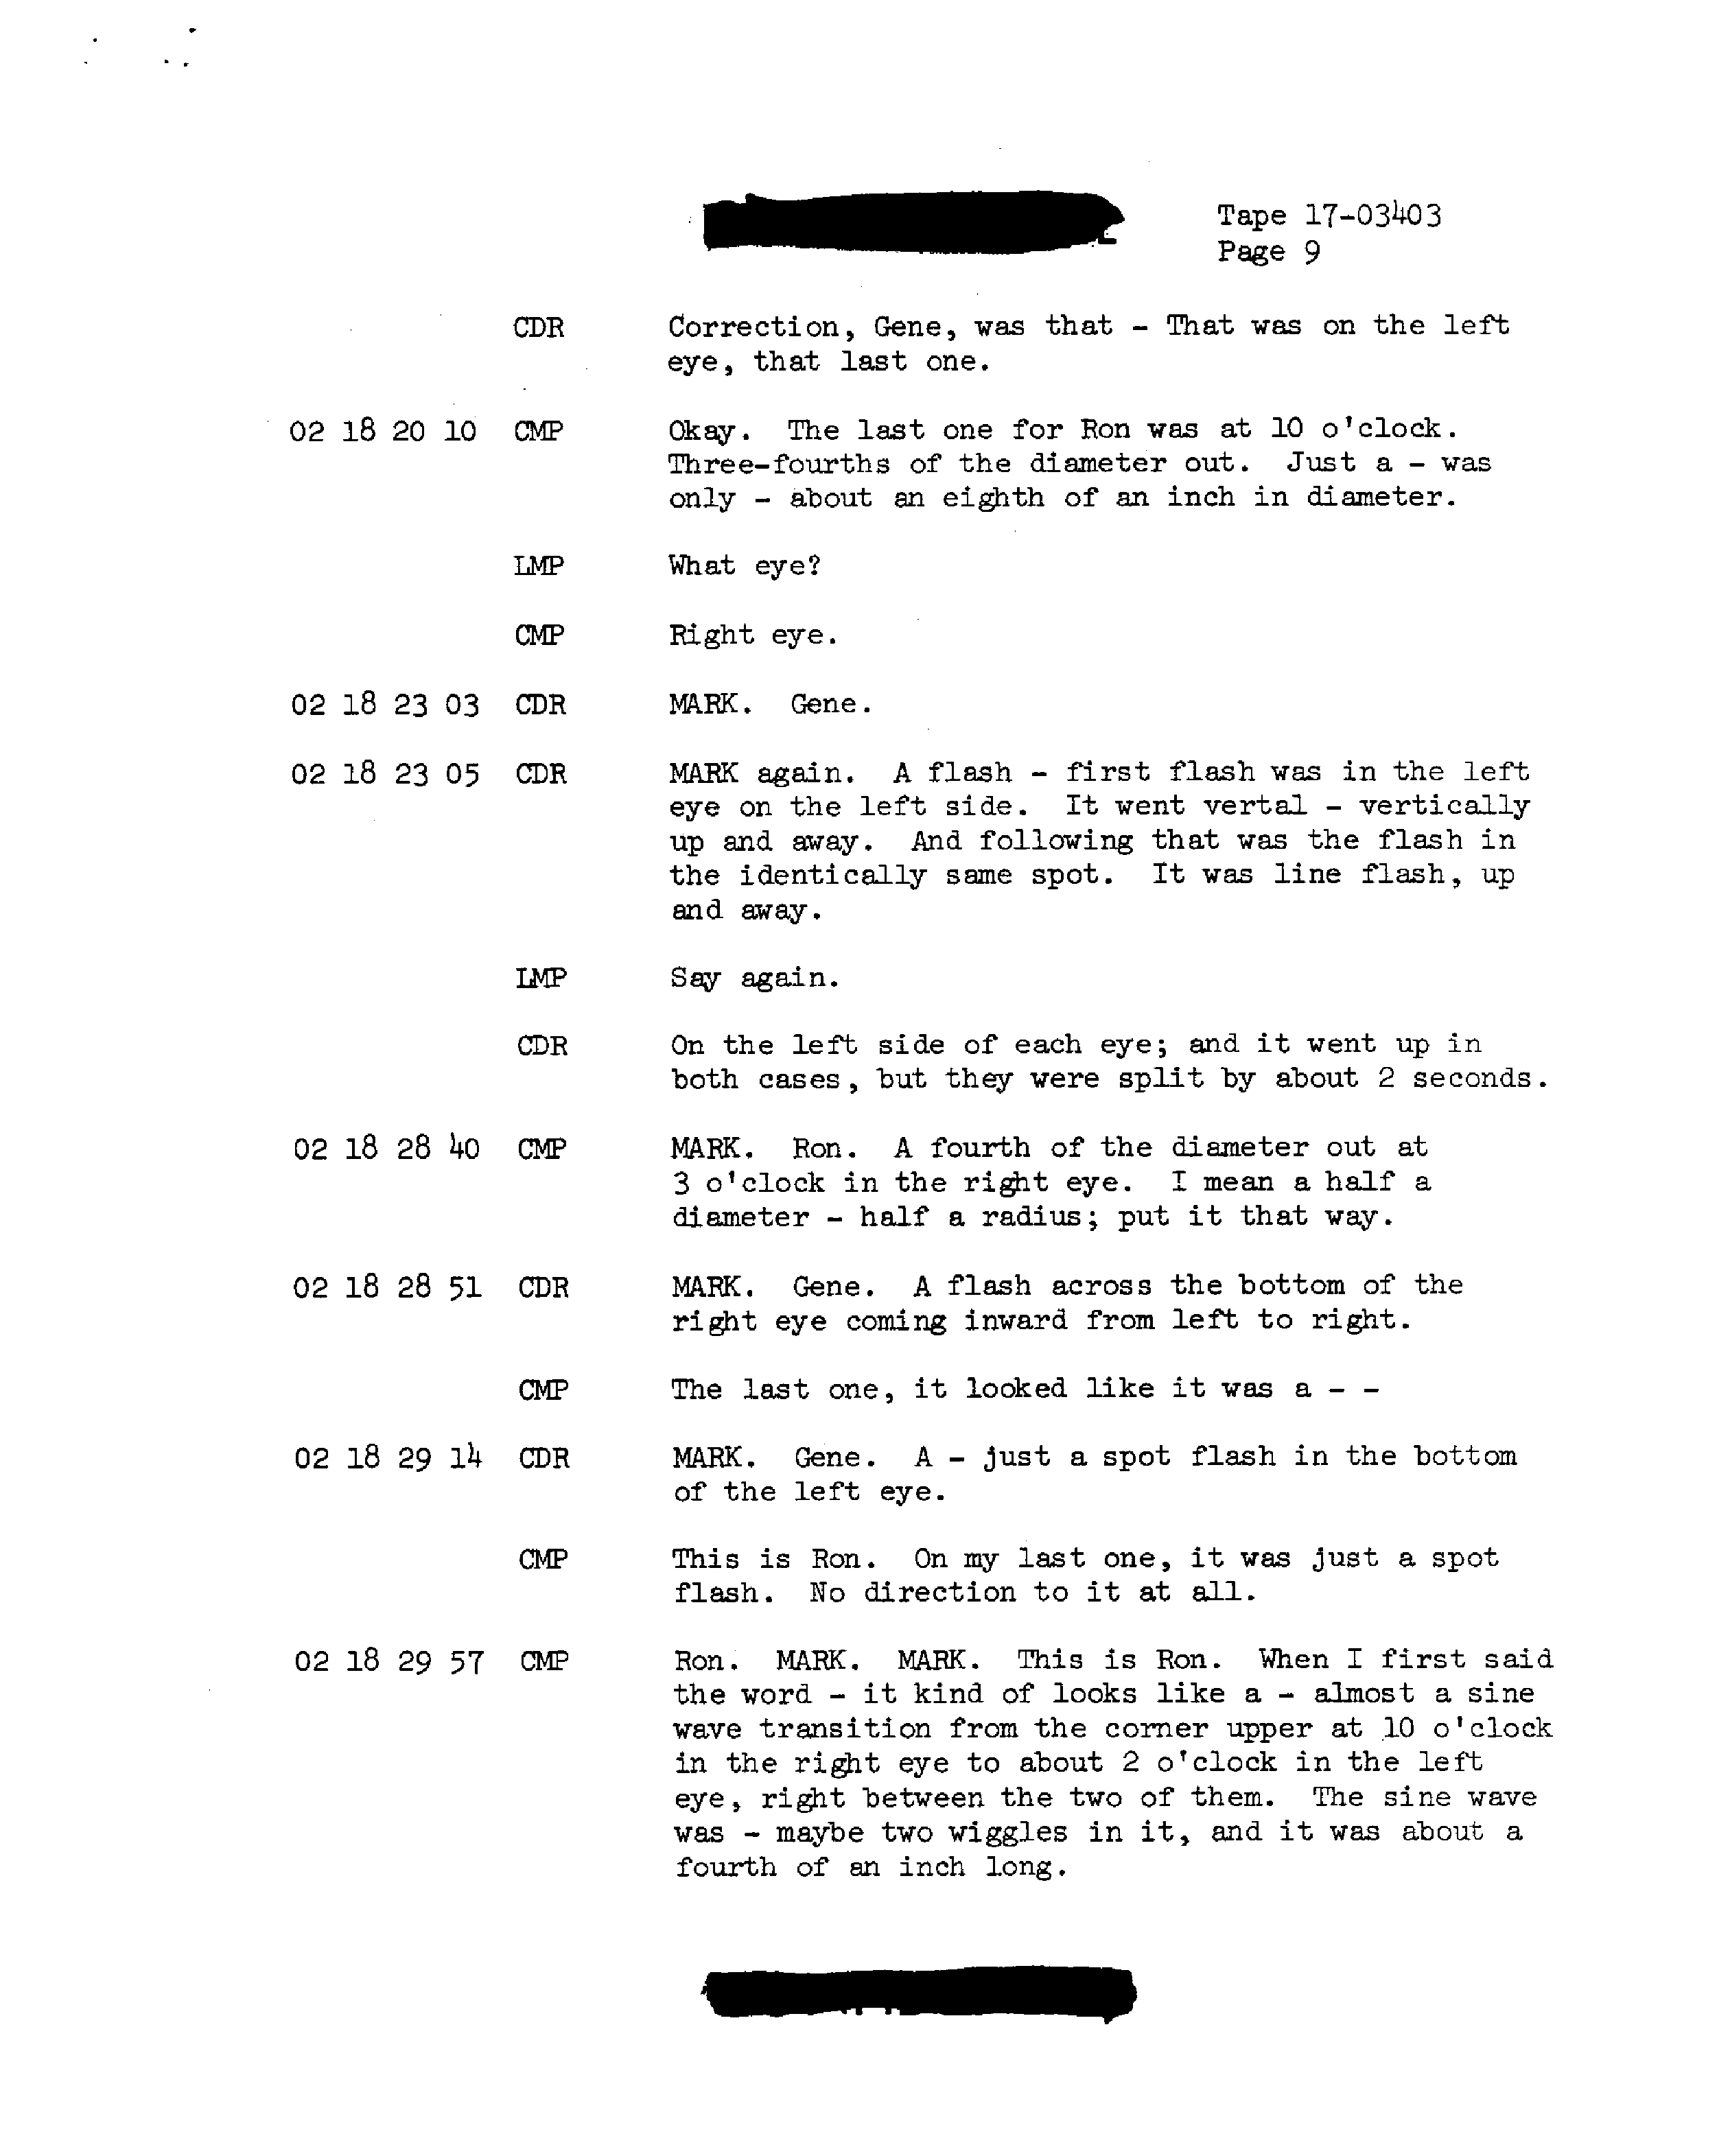 Tape 17-03403
Page 9
CDR Correction, Gene, was that - That was on the left
eye, that last one.
02 18 20 10 CMP Okay. The last one for Ron was at 10 o'clock.
Three-fourths of the diameter out. Just a - was
only - about an eighth of an inch in diameter.
LMP What eye?
CMP Right eye.
02 18 23 03 CDR MARK. Gene.
02 18 23 05 CDR MARK again. A flash - first flash was in the left
eye on the left side. It went vertal - vertically
up and away. And following that was the flash in
the identically same spot. It was line flash, up
and away.
LMP Say again.
CDR On the left side of each eye; and it went up in
both cases, but they were split by about 2 seconds.
02 18 28 40 CMP MARK. Ron. A fourth of the diameter out at
3 o'clock in the right eye. I mean a half a
diameter - half a radius; put it that way.
02 18 28 51 CDR MARK. Gene. A flash across the bottom of the
right eye coming inward from left to right.
CMP The last one, it looked like it was a - -
02 18 29 14 CDR MARK. Gene. A - just a spot flash in the bottom
of the left eye.
CMP This is Ron. On my last one, it was just a spot
flash. No direction to it at all.
02 18 29 57 CMP Ron. MARK. MARK. This is Ron. When I first said
the word - it kind of looks like a - almost a sine
wave transition from the corner upper at 10 o'clock
in the right eye to about 2 o'clock in the left
eye, right between the two of them. The sine wave
was - maybe two wiggles in it, and it was about a
fourth of an inch long.